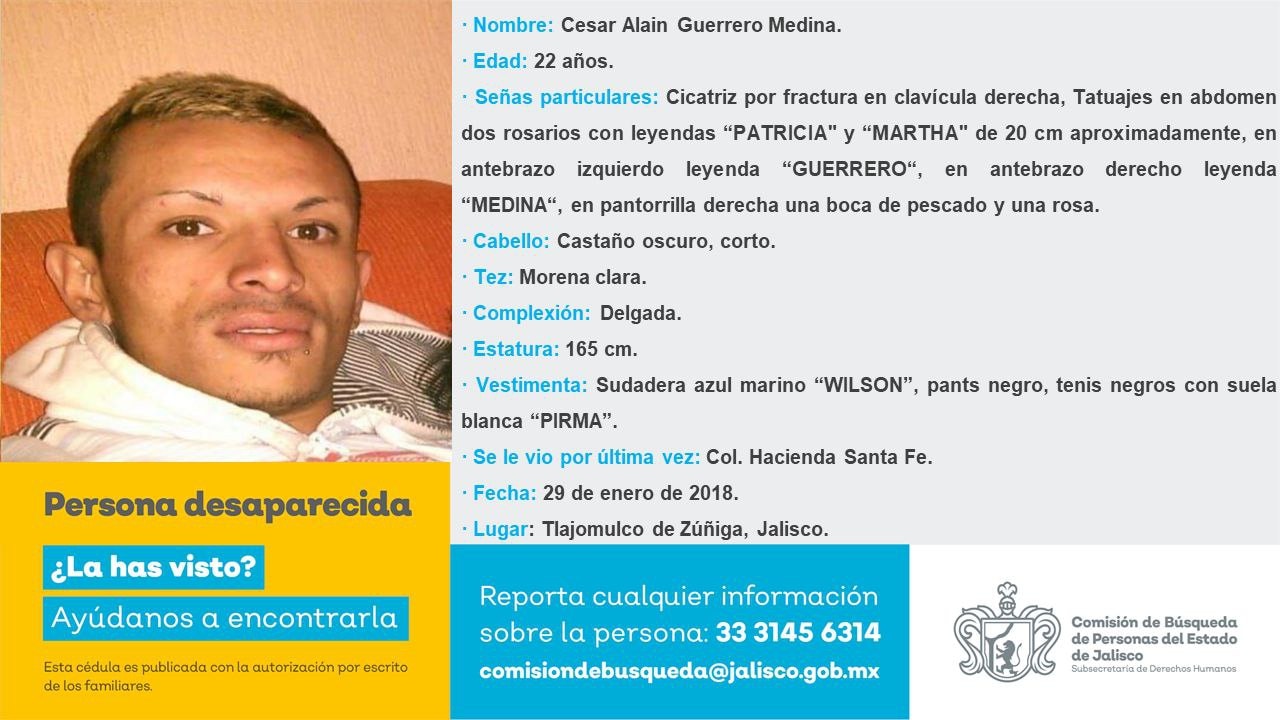 · Nombre: Cesar Alain Guerrero Medina.
· Edad: 22 años.
· Señas particulares: Cicatriz por fractura en clavícula derecha, Tatuajes en abdomen
dos rosarios con leyendas “PATRICIA" y “MARTHA" de 20 cm aproximadamente, en
antebrazo izquierdo leyenda “GUERRERO“, en antebrazo derecho leyenda
“MEDINA“, en pantorrilla derecha una boca de pescado y una rosa.
· Cabello: Castaño oscuro, corto.
· Tez: Morena clara.
· Complexión: Delgada.
· Estatura: 165 cm.
· Vestimenta: Sudadera azul marino “WILSON”, pants negro, tenis negros con suela
blanca “PIRMA”.
· Se le vio por última vez: Col. Hacienda Santa Fe.
· Fecha: 29 de enero de 2018.
· Lugar: Tlajomulco de Zúñiga, Jalisco.
Persona desaparecida
¿La has visto?
Ayúdanos a encontrarla
Esta cédula es publicada con la autorización por escrito
de los familiares.
Reporta cualquier información
sobre la persona: 33 3145 6314
comisiondebusqueda@jalisco.gob.mx
Comisión de Búsqueda
de Personas del Estado
de Jalisco
Subsecretaría de Derechos Humanos